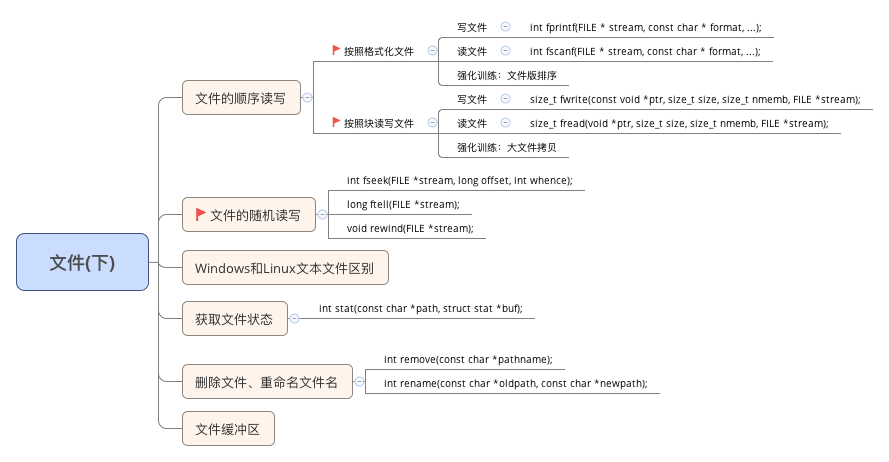 文件(下)
文件的顺序读写
按照格式化文件
写文件
int fprintf(FILE * stream, const char * format, ...);
读文件
int fscanf(FILE * stream, const char * format, ...);
强化训练：文件版排序
按照块读写文件
写文件
size_t fwrite(const void *ptr, size_t size, size_t nmemb, FILE *stream);
读文件
size_t fread(void *ptr, size_t size, size_t nmemb, FILE *stream);
强化训练：大文件拷贝
文件的随机读写
int fseek(FILE *stream, long offset, int whence);
long ftell(FILE *stream);
void rewind(FILE *stream);
Windows和Linux文本文件区别
获取文件状态
int stat(const char *path, struct stat *buf);
删除文件、重命名文件名
int remove(const char *pathname);
int rename(const char *oldpath, const char *newpath);
文件缓冲区